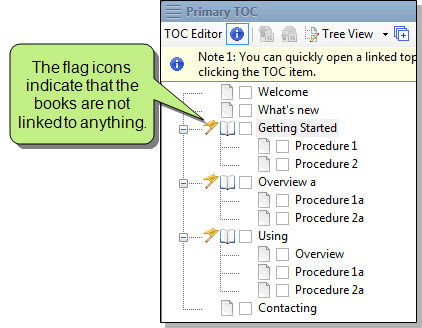 Primary TOC
TOC Editor
Tree View
Note 1: You can quickly open a linked top
clicking the TOC item.
The flag icons
indicate that the
books are not
linked to anything.
Welcome
What's new
Getting Started
Procedure 1
Procedure 2
Overview a
Procedure 1a
Procedure 2a
Using
Overview
Procedure 1a
Procedure 2a
Contacting